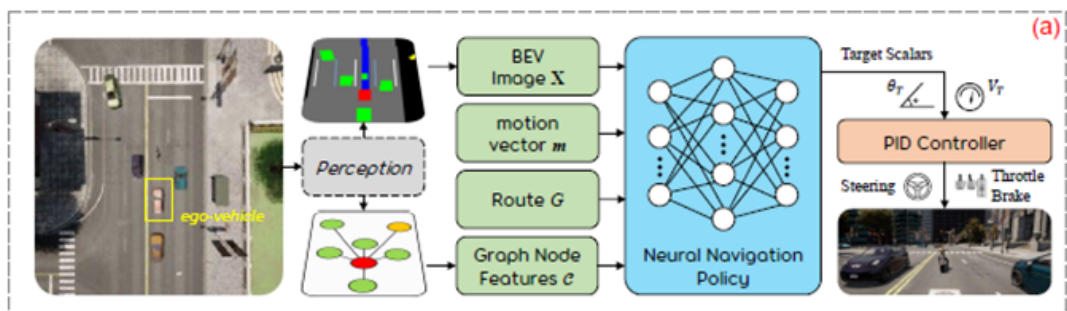 (a)
ego-vehicle
Perception
BEV
Image X
motion
vector m
Route G
Graph Node
Features C
Neural Navigation
Policy
Target Scalars
θT
VT
PID Controller
Steering
Throttle
Brake